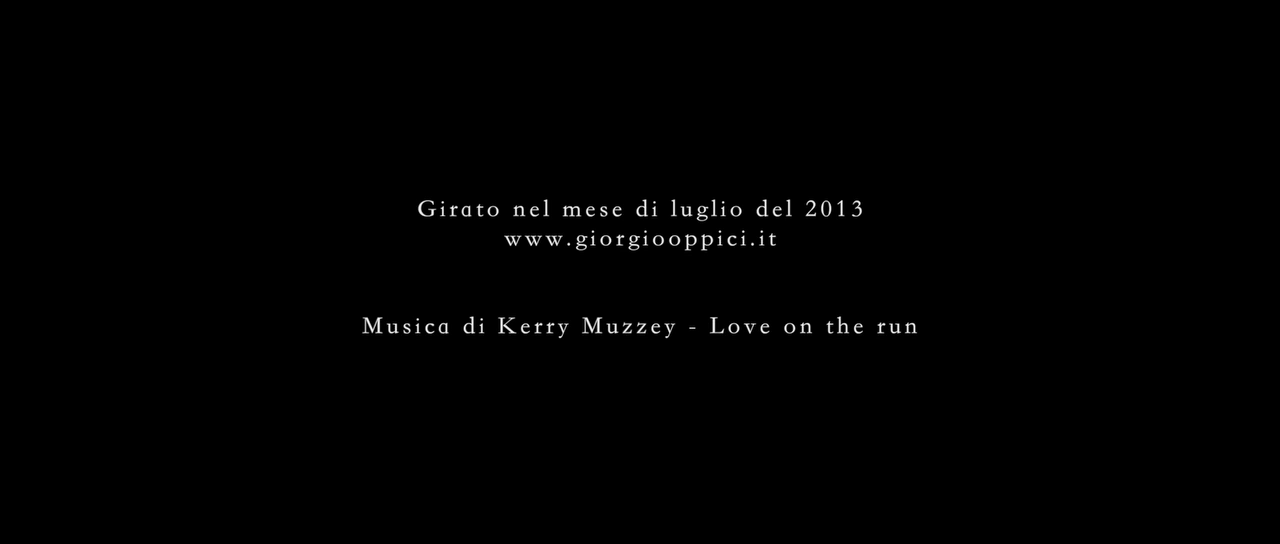 Girato nel mese di luglio del 2013
www.giorgiooppici.it
Musica di Kerry Muzzey - Love on the run